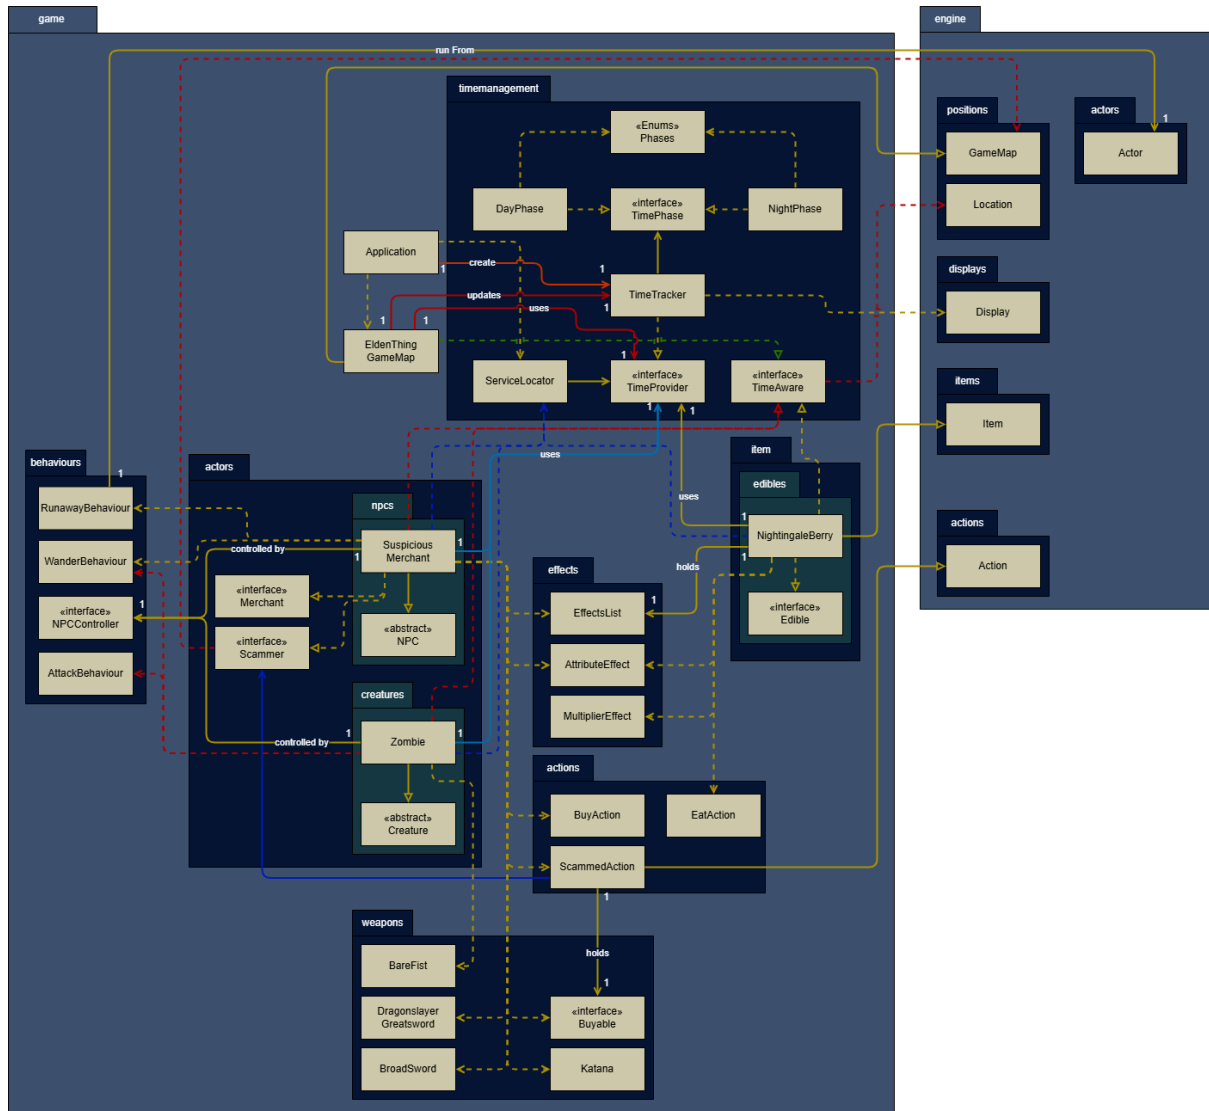 game
engine
run From
timemanagement
«Enums»
Phases
positions
actors
GameMap
Actor
DayPhase
«interface»
TimePhase
NightPhase
Location
Application
1
create
1
displays
updates
TimeTracker
1
Display
1
1
uses
EldenThing
GameMap
1
ServiceLocator
«interface»
TimeProvider
«interface»
TimeAware
items
1
1
Item
uses
item
behaviours
actors
edibles
1
RunawayBehaviour
npcs
uses
1
NightingaleBerry
actions
WanderBehaviour
controlled by
1
Suspicious
Merchant
1
1
Action
holds
effects
«interface»
Merchant
«interface»
NPCController
1
EffectsList
1
«interface»
Edible
«abstract»
NPC
«interface»
Scammer
AttributeEffect
AttackBehaviour
creatures
MultiplierEffect
controlled by
1
Zombie
1
actions
«abstract»
Creature
BuyAction
EatAction
ScammedAction
1
weapons
holds
BareFist
1
Dragonslayer
Greatsword
«interface»
Buyable
BroadSword
Katana
1